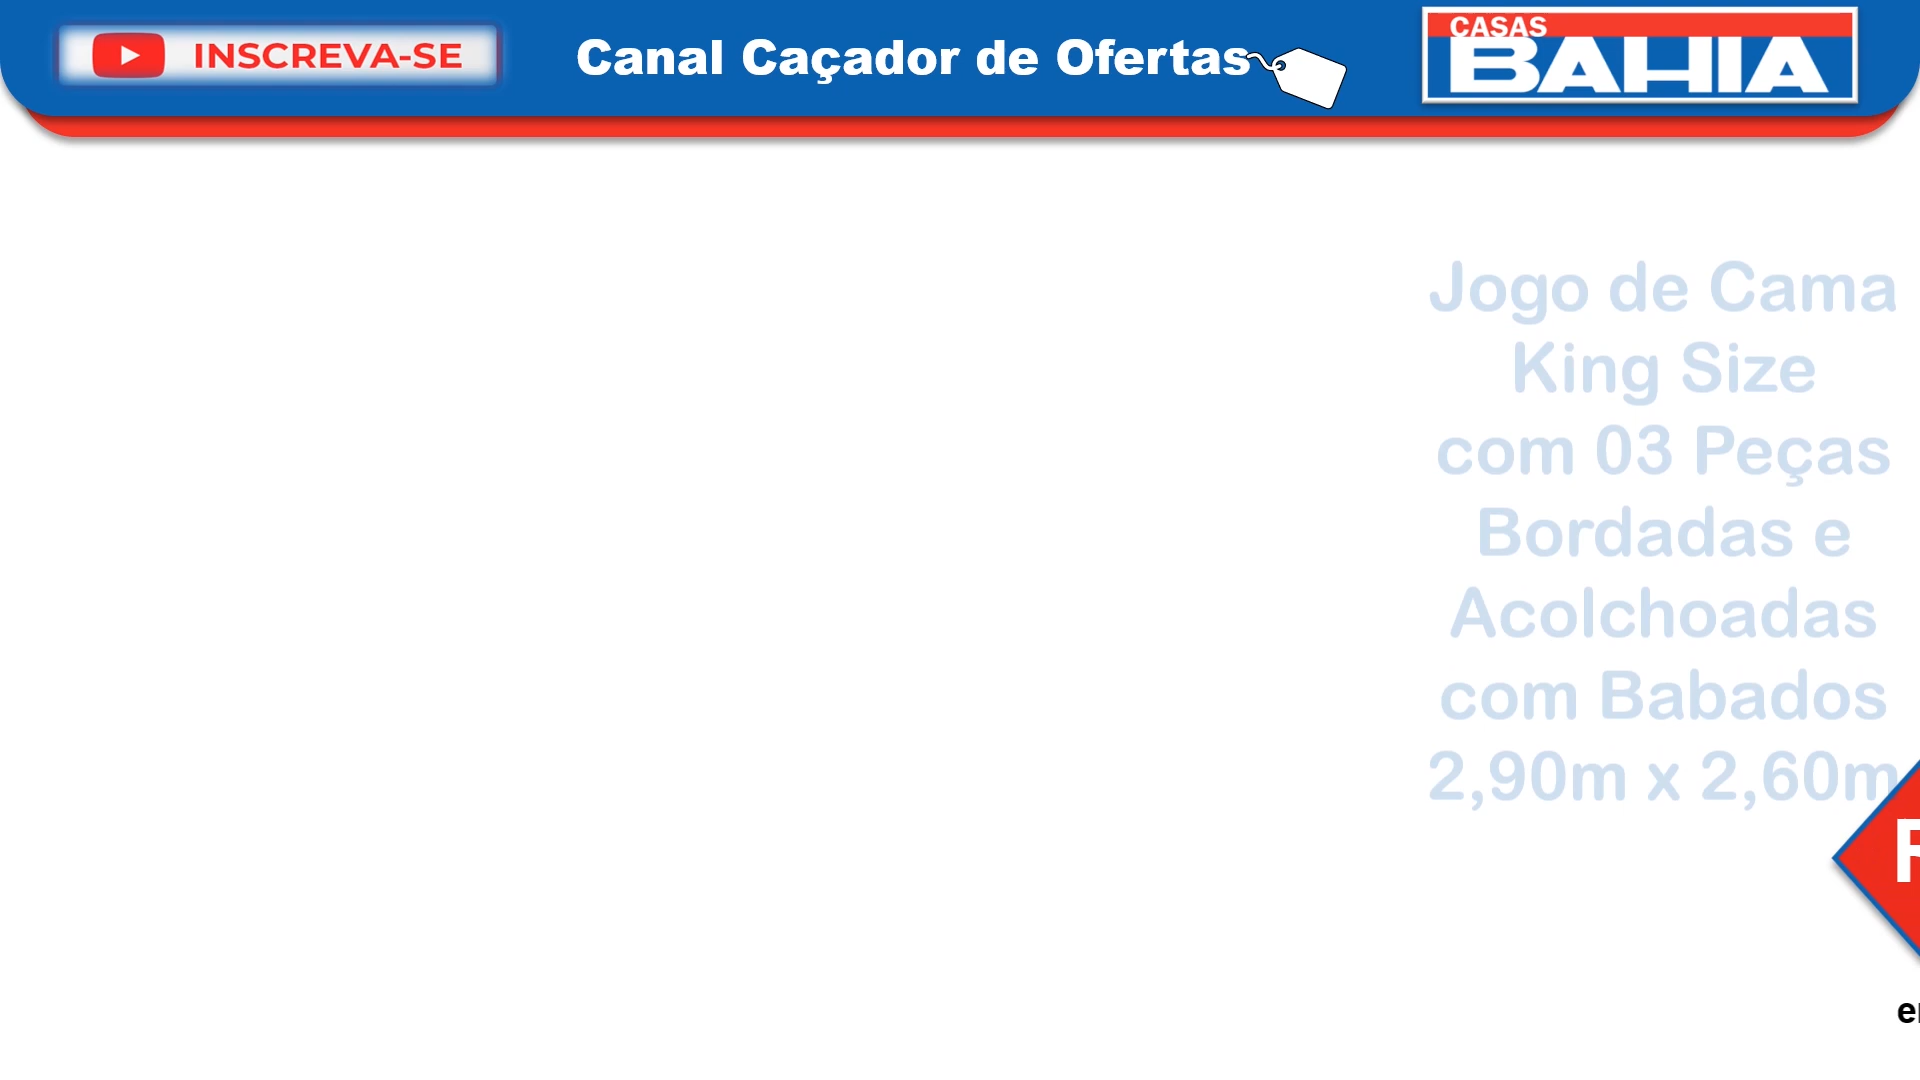 INSCREVA-SE
Canal Caçador de Ofertas
CASAS
BAHIA
Jogo de Cama
King Size
com 03 Peças
Bordadas e
Acolchoadas
com Babados
2,90m x 2,60m